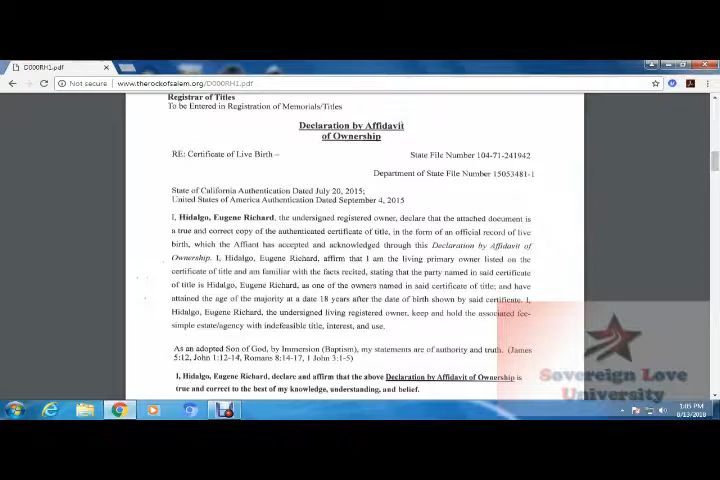 D000RH1.pdf
Not secure | www.therockofsalem.org/D000RH1.pdf
Registrar of Titles
To be Entered in Registration of Memorials/Titles
Declaration by Affidavit
of Ownership
RE: Certificate of Live Birth –
State File Number 104-71-241942
Department of State File Number 15053481-1
State of California Authentication Dated July 20, 2015;
United States of America Authentication Dated September 4, 2015
I, Hidalgo, Eugene Richard, the undersigned registered owner, declare that the attached document is
a true and correct copy of the authenticated certificate of title, in the form of an official record of live
birth, which the Affiant has accepted and acknowledged through this Declaration by Affidavit of
Ownership. I, Hidalgo, Eugene Richard, affirm that I am the living primary owner listed on the
certificate of title and am familiar with the facts recited, stating that the party named in said certificate
of title is Hidalgo, Eugene Richard, as one of the owners named in said certificate of title; and have
attained the age of the majority at a date 18 years after the date of birth shown by said certificate. I,
Hidalgo, Eugene Richard, the undersigned living registered owner, keep and hold the associated fee-
simple estate/agency with indefeasible title, interest, and use.
As an adopted Son of God, by Immersion (Baptism), my statements are of authority and truth. (James
5:12, John 1:12-14, Romans 8:14-17, 1 John 3:1-5)
I, Hidalgo, Eugene Richard, declare and affirm that the above Declaration by Affidavit of Ownership is
true and correct to the best of my knowledge, understanding, and belief.
Sovereign Love
University
1:05 PM
8/13/2018